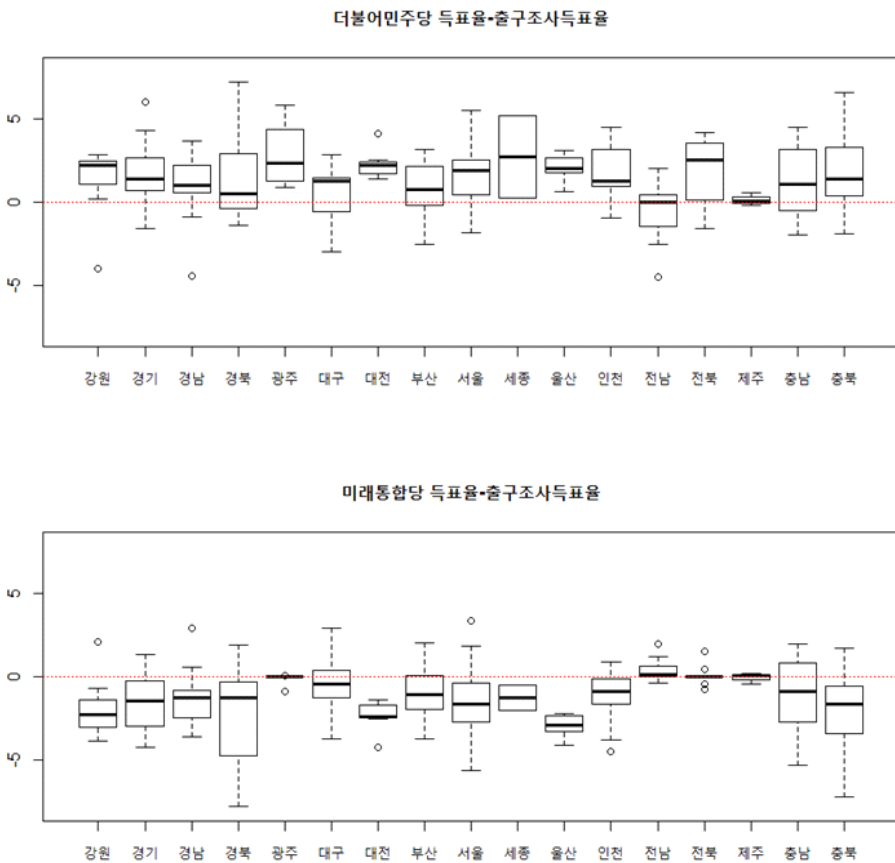 더불어민주당 득표율-출구조사득표율
5
0
-5
강원 경기 경남 경북 광주 대구 대전 부산 서울 세종 울산 인천 전남 전북 제주 충남 충북
미래통합당 득표율-출구조사득표율
5
0
-5
강원 경기 경남 경북 광주 대구 대전 부산 서울 세종 울산 인천 전남 전북 제주 충남 충북